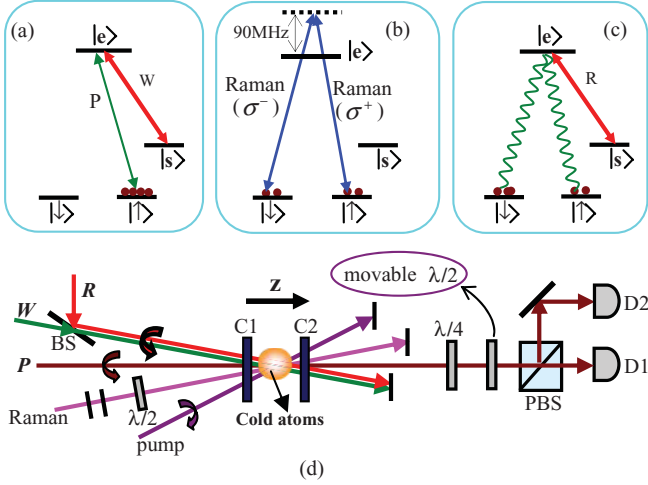 (a)
|e>
P
W
|s>
|↓>
|↑>
(b)
90MHz
|e>
Raman
(σ⁻)
Raman
(σ⁺)
|s>
|↓>
|↑>
(c)
|e>
R
|s>
|↓>
|↑>
movable λ/2
z
W
R
BS
C1
C2
λ/4
D2
P
D1
PBS
Raman
λ/2
pump
Cold atoms
(d)